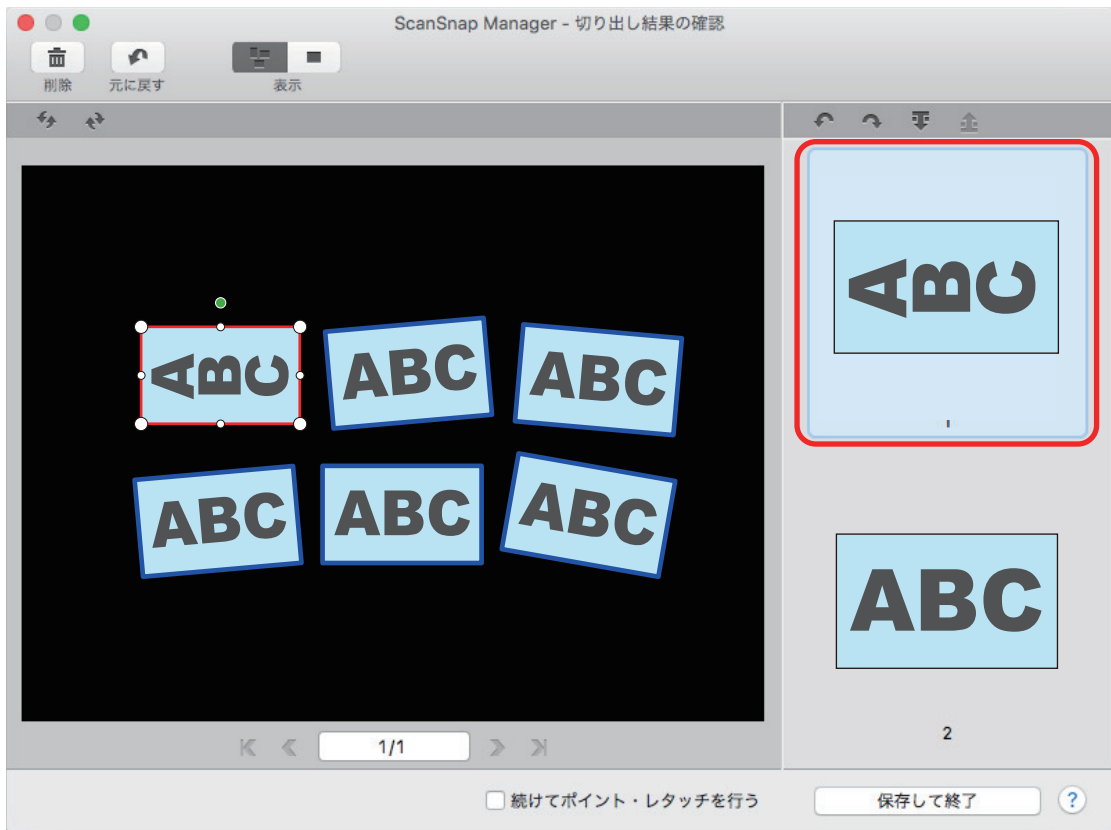 ScanSnap Manager - 切り出し結果の確認
削除 元に戻す 表示
ABC
ABC ABC ABC
ABC ABC ABC
1
ABC
2
1/1
続けてポイント・レタッチを行う 保存して終了 ?